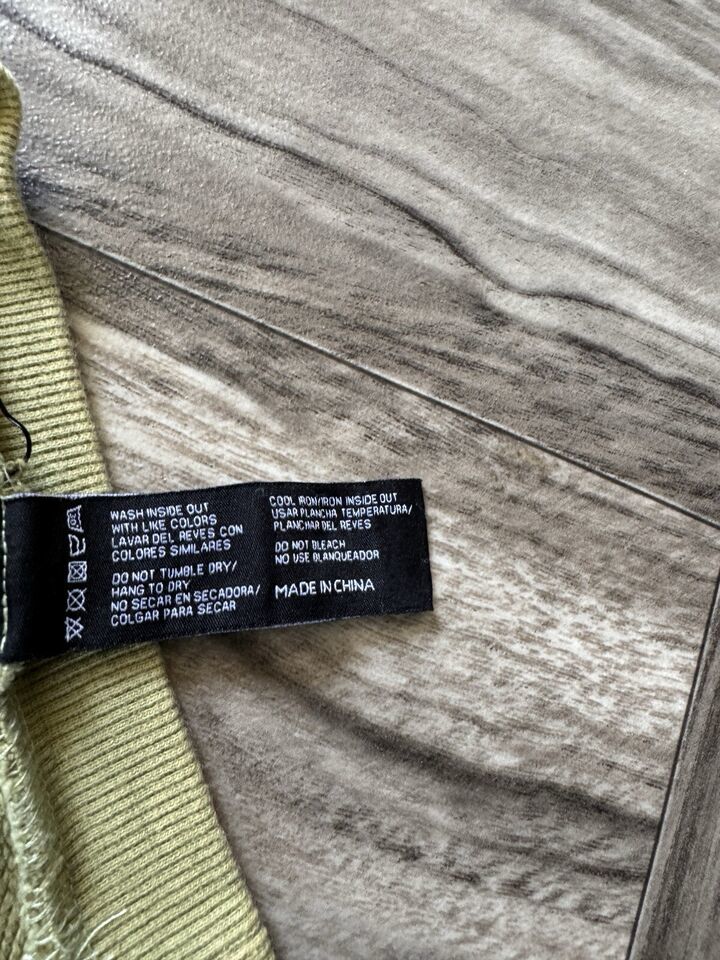 WASH INSIDE OUT
WITH LIKE COLORS
LAVAR DEL REVES CON
COLORES SIMILARES
DO NOT TUMBLE DRY/
HANG TO DRY
NO SECAR EN SECADORA/
COLGAR PARA SECAR
COOL IRON/IRON INSIDE OUT
USAR PLANCHA TEMPERATURA/
PLANCHAR DEL REVES
DO NOT BLEACH
NO USE BLANQUEADOR
MADE IN CHINA